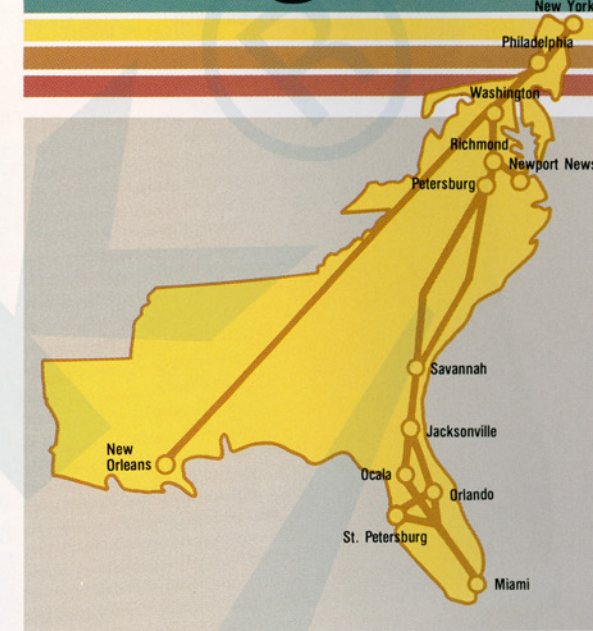 New York
Philadelphia
Washington
Richmond
Newport News
Petersburg
Savannah
Jacksonville
New
Orleans
Ocala
Orlando
St. Petersburg
Miami